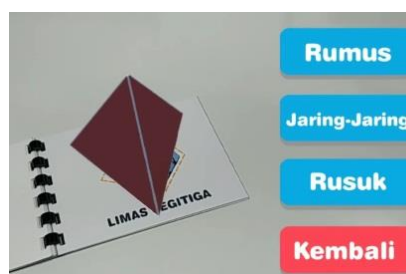 Rumus
Jaring-Jaring
Rusuk
Kembali
LIMAS EGITIGA